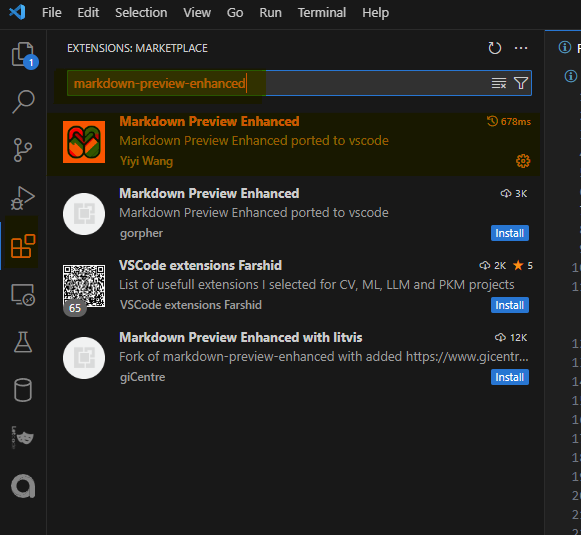 File Edit Selection View Go Run Terminal Help
EXTENSIONS: MARKETPLACE
1
markdown-preview-enhanced
Markdown Preview Enhanced 678ms
Markdown Preview Enhanced ported to vscode
Yiyi Wang
Markdown Preview Enhanced 3K
Markdown Preview Enhanced ported to vscode
gorpher Install
VSCode extensions Farshid 2K 5
List of usefull extensions I selected for CV, ML, LLM and PKM projects
65 VSCode extensions Farshid Install
Markdown Preview Enhanced with litvis 12K
Fork of markdown-preview-enhanced with added https://www.gicentr...
giCentre Install